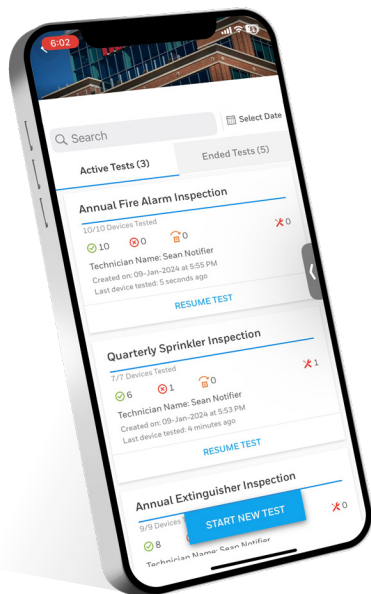 6:02
Search
Select Date
Active Tests (3)
Ended Tests (5)
Annual Fire Alarm Inspection
10/10 Devices Tested
10 0 0 0
Technician Name: Sean Notifier
Created on: 09-Jan-2024 at 5:55 PM
Last device tested: 5 seconds ago
RESUME TEST
Quarterly Sprinkler Inspection
7/7 Devices Tested
6 1 0 1
Technician Name: Sean Notifier
Created on: 09-Jan-2024 at 5:53 PM
Last device tested: 4 minutes ago
RESUME TEST
Annual Extinguisher Inspection
9/9 Devices
8 0
START NEW TEST
Technician Name: Sean Notifier